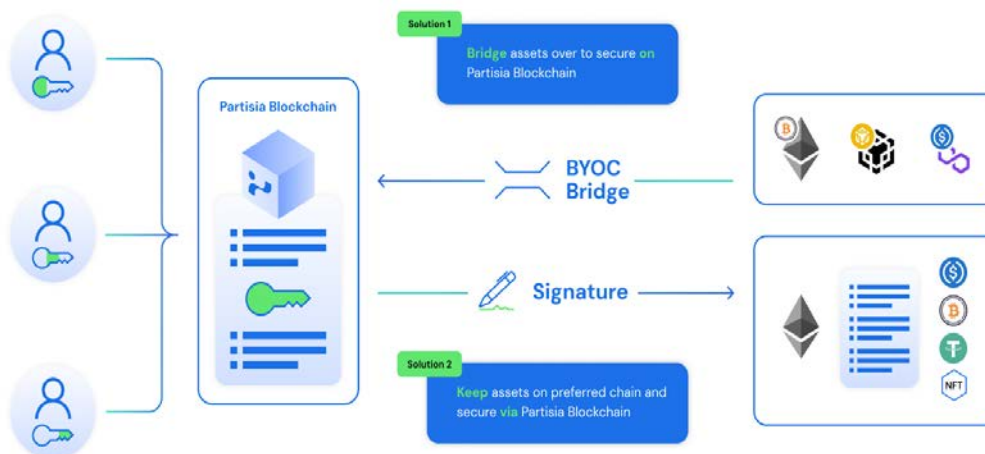 Solution 1
Bridge assets over to secure on
Partisia Blockchain
Partisia Blockchain
BYOC
Bridge
Signature
Solution 2
Keep assets on preferred chain and
secure via Partisia Blockchain
NFT